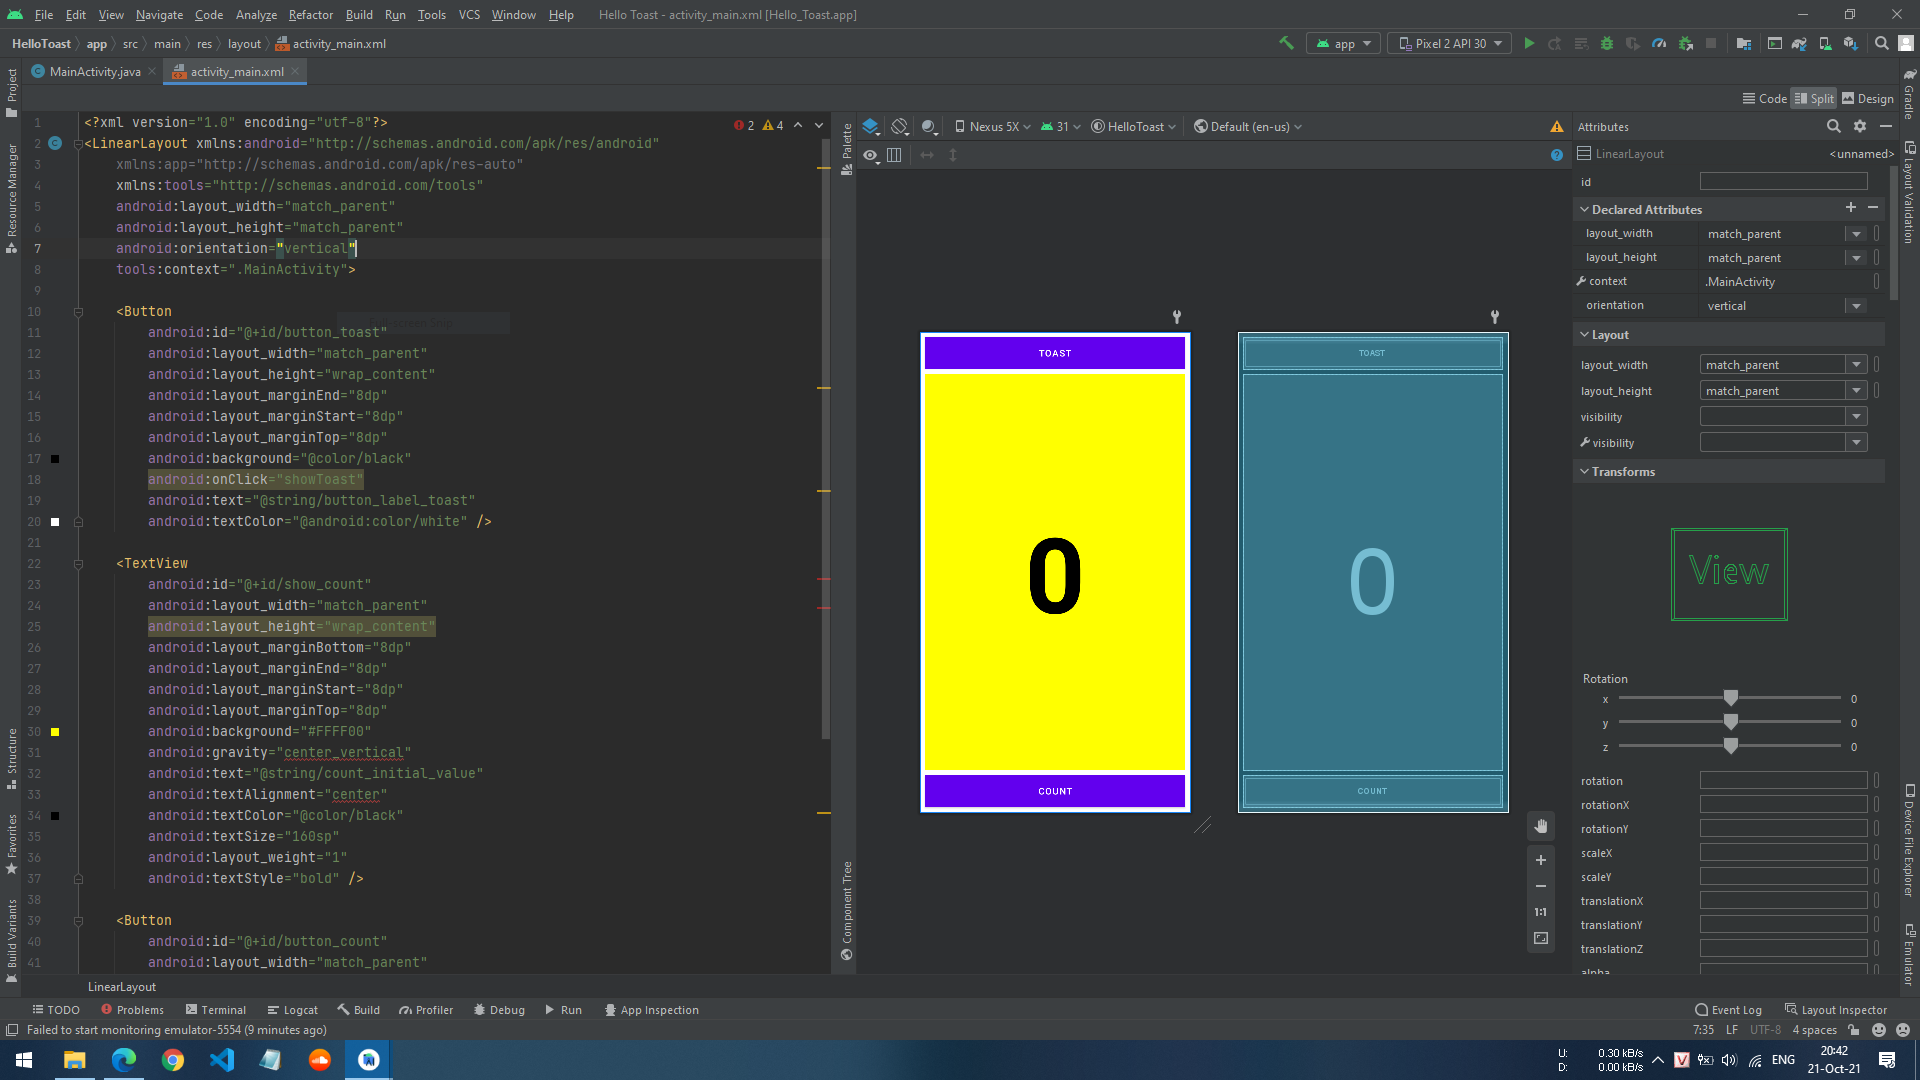 File Edit View Navigate Code Analyze Refactor Build Run Tools VCS Window Help Hello Toast - activity_main.xml [Hello_Toast.app]
HelloToast app src main res layout activity_main.xml app Pixel 2 API 30
MainActivity.java activity_main.xml
Code Split Design
Project
Resource Manager
Structure
Favorites
Build Variants
1 <?xml version="1.0" encoding="utf-8"?>
2 <LinearLayout xmlns:android="http://schemas.android.com/apk/res/android"
3 xmlns:app="http://schemas.android.com/apk/res-auto"
4 xmlns:tools="http://schemas.android.com/tools"
5 android:layout_width="match_parent"
6 android:layout_height="match_parent"
7 android:orientation="vertical"
8 tools:context=".MainActivity">
9
10 <Button
11 android:id="@+id/button_toast"
12 android:layout_width="match_parent"
13 android:layout_height="wrap_content"
14 android:layout_marginEnd="8dp"
15 android:layout_marginStart="8dp"
16 android:layout_marginTop="8dp"
17 android:background="@color/black"
18 android:onClick="showToast"
19 android:text="@string/button_label_toast"
20 android:textColor="@android:color/white" />
21
22 <TextView
23 android:id="@+id/show_count"
24 android:layout_width="match_parent"
25 android:layout_height="wrap_content"
26 android:layout_marginBottom="8dp"
27 android:layout_marginEnd="8dp"
28 android:layout_marginStart="8dp"
29 android:layout_marginTop="8dp"
30 android:background="#FFFF00"
31 android:gravity="center_vertical"
32 android:text="@string/count_initial_value"
33 android:textAlignment="center"
34 android:textColor="@color/black"
35 android:textSize="160sp"
36 android:layout_weight="1"
37 android:textStyle="bold" />
38
39 <Button
40 android:id="@+id/button_count"
41 android:layout_width="match_parent"
2 4
LinearLayout
Palette
Component Tree
Nexus 5X 31 HelloToast Default (en-us)
TOAST
0
COUNT
TOAST
0
COUNT
1:1
Attributes
LinearLayout <unnamed>
id
Declared Attributes
layout_width match_parent
layout_height match_parent
context .MainActivity
orientation vertical
Layout
layout_width match_parent
layout_height match_parent
visibility
visibility
Transforms
View
Rotation
x 0
y 0
z 0
rotation
rotationX
rotationY
scaleX
scaleY
translationX
translationY
translationZ
alpha
Gradle
Layout Validation
Device File Explorer
Emulator
TODO Problems Terminal Logcat Build Profiler Debug Run App Inspection Event Log Layout Inspector
Failed to start monitoring emulator-5554 (9 minutes ago) 7:35 LF UTF-8 4 spaces
U: 0.30 kB/s
D: 0.00 kB/s
ENG
20:42
21-Oct-21